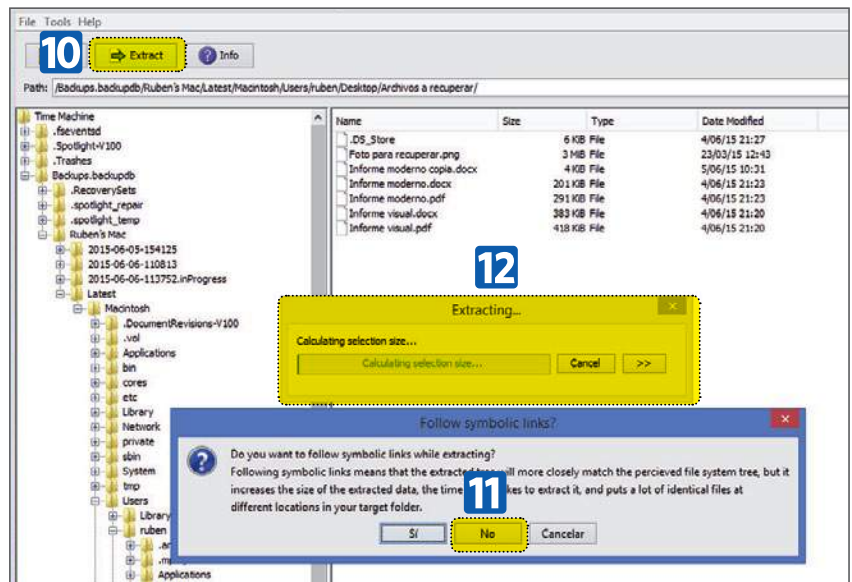 File Tools Help
10
Extract
Info
Path: /Backups.backupdb/Ruben's Mac/Latest/Macintosh/Users/ruben/Desktop/Archivos a recuperar/
Time Machine
.fseventsd
.Spotlight-V100
.Trashes
Backups.backupdb
.RecoverySets
.spotlight_repair
.spotlight_temp
Ruben's Mac
2015-06-05-154125
2015-06-06-110813
2015-06-06-113752.inProgress
Latest
Macintosh
.DocumentRevisions-V100
.vol
Applications
bin
cores
etc
Library
Network
private
sbin
System
tmp
Users
Library
ruben
Applications
Name Size Type Date Modified
.DS_Store 6 KiB File 4/06/15 21:27
Foto para recuperar.png 3 MiB File 23/03/15 12:43
Informe moderno copia.docx 4 KiB File 5/06/15 10:31
Informe moderno.docx 201 KiB File 4/06/15 21:23
Informe moderno.pdf 291 KiB File 4/06/15 21:23
Informe visual.docx 383 KiB File 4/06/15 21:20
Informe visual.pdf 418 KiB File 4/06/15 21:20
12
Extracting...
Calculating selection size...
Calculating selection size...
Cancel >>
Follow symbolic links?
Do you want to follow symbolic links while extracting?
Following symbolic links means that the extracted will more closely match the percieved file system tree, but it
increases the size of the extracted data, the time to extract it, and puts a lot of identical files at
different locations in your target folder.
11
Sí No Cancelar